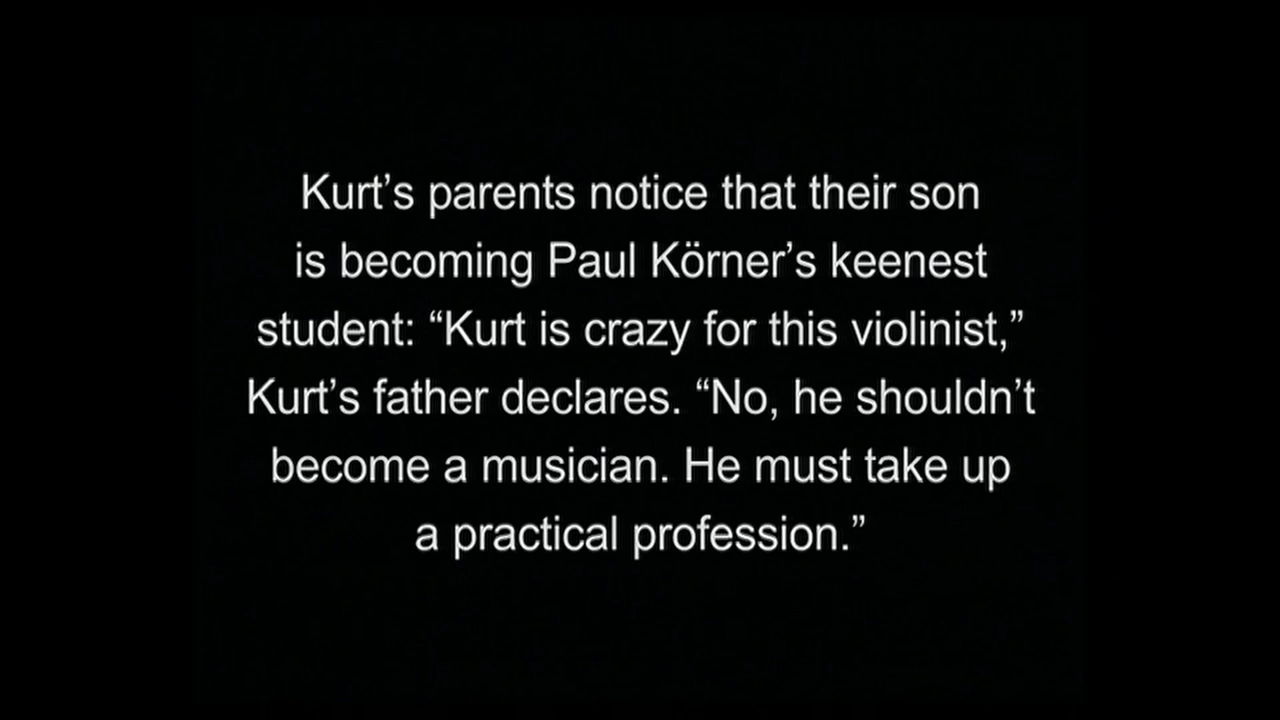 Kurt’s parents notice that their son
is becoming Paul Körner’s keenest
student: “Kurt is crazy for this violinist,”
Kurt’s father declares. “No, he shouldn’t
become a musician. He must take up
a practical profession.”